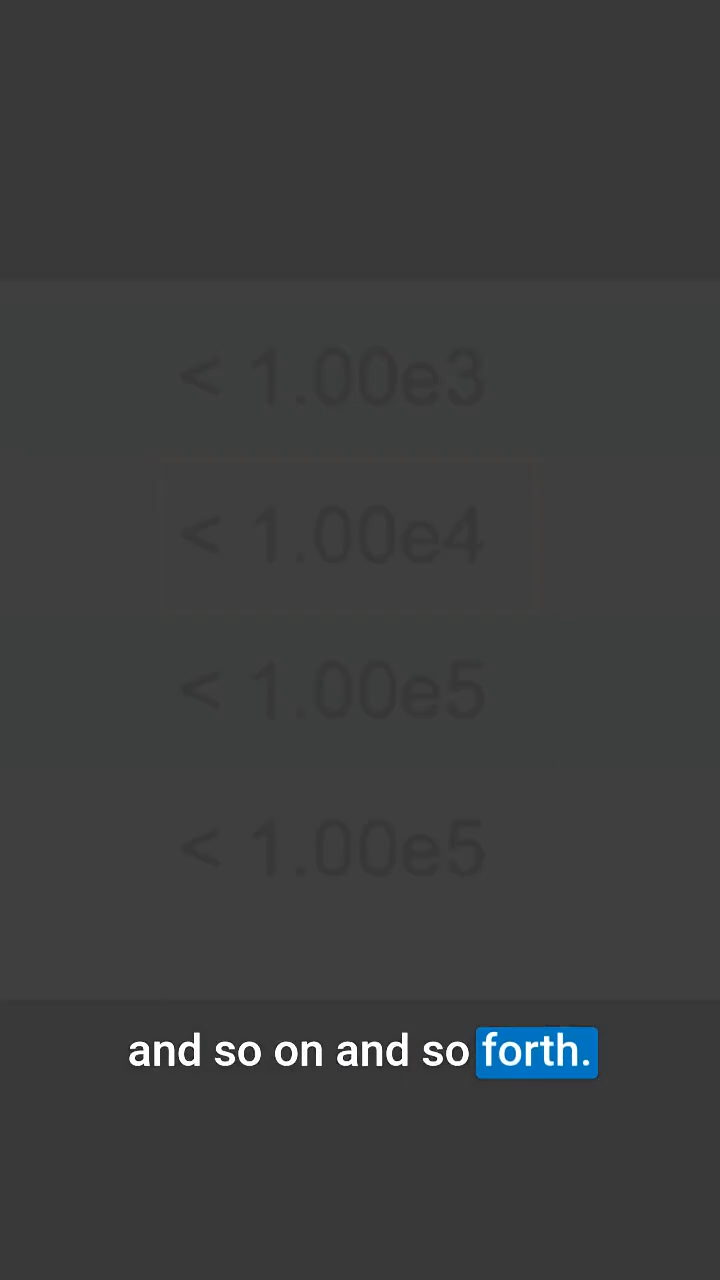 < 1.00e3
< 1.00e4
< 1.00e5
< 1.00e5
and so on and so forth.